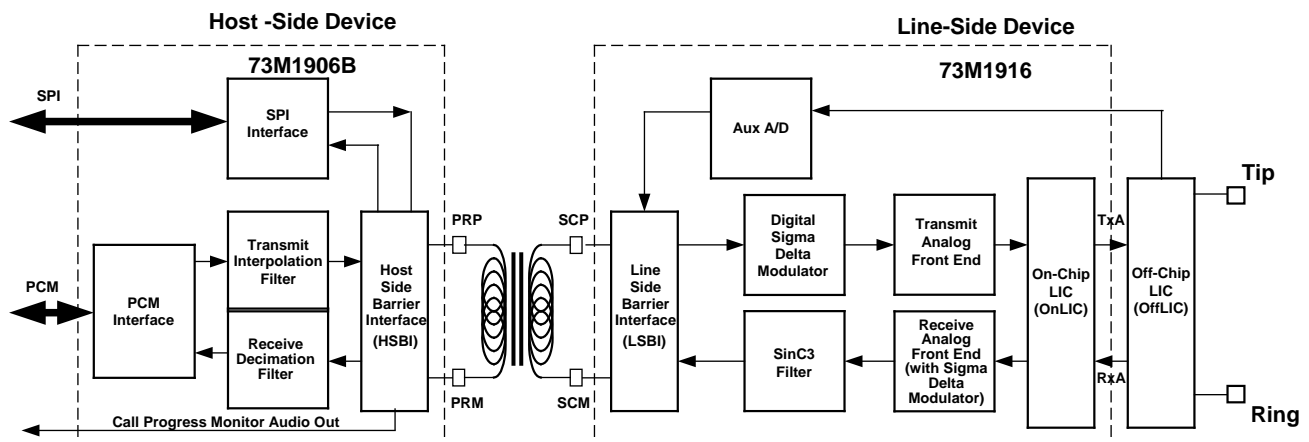 Host -Side Device
Line-Side Device
73M1906B
73M1916
SPI
SPI
Interface
Aux A/D
Tip
PRP
SCP
TxA
Transmit
Interpolation
Filter
Digital
Sigma
Delta
Modulator
Transmit
Analog
Front End
PCM
PCM
Interface
Host
Side
Barrier
Interface
(HSBI)
Line
Side
Barrier
Interface
(LSBI)
On-Chip
LIC
(OnLIC)
Off-Chip
LIC
(OffLIC)
Receive
Decimation
Filter
SinC3
Filter
Receive
Analog
Front End
(with Sigma
Delta
Modulator)
RxA
PRM
SCM
Ring
Call Progress Monitor Audio Out